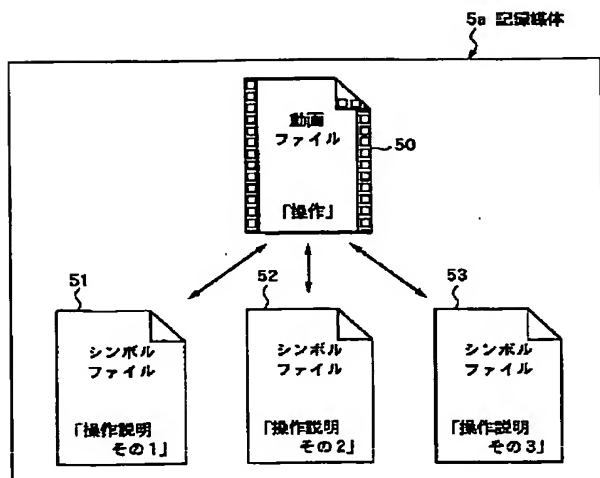 5a 記録媒体
動画
ファイル
50
「操作」
51
52
53
シンボル
ファイル
「操作説明
その1」
シンボル
ファイル
「操作説明
その2」
シンボル
ファイル
「操作説明
その3」